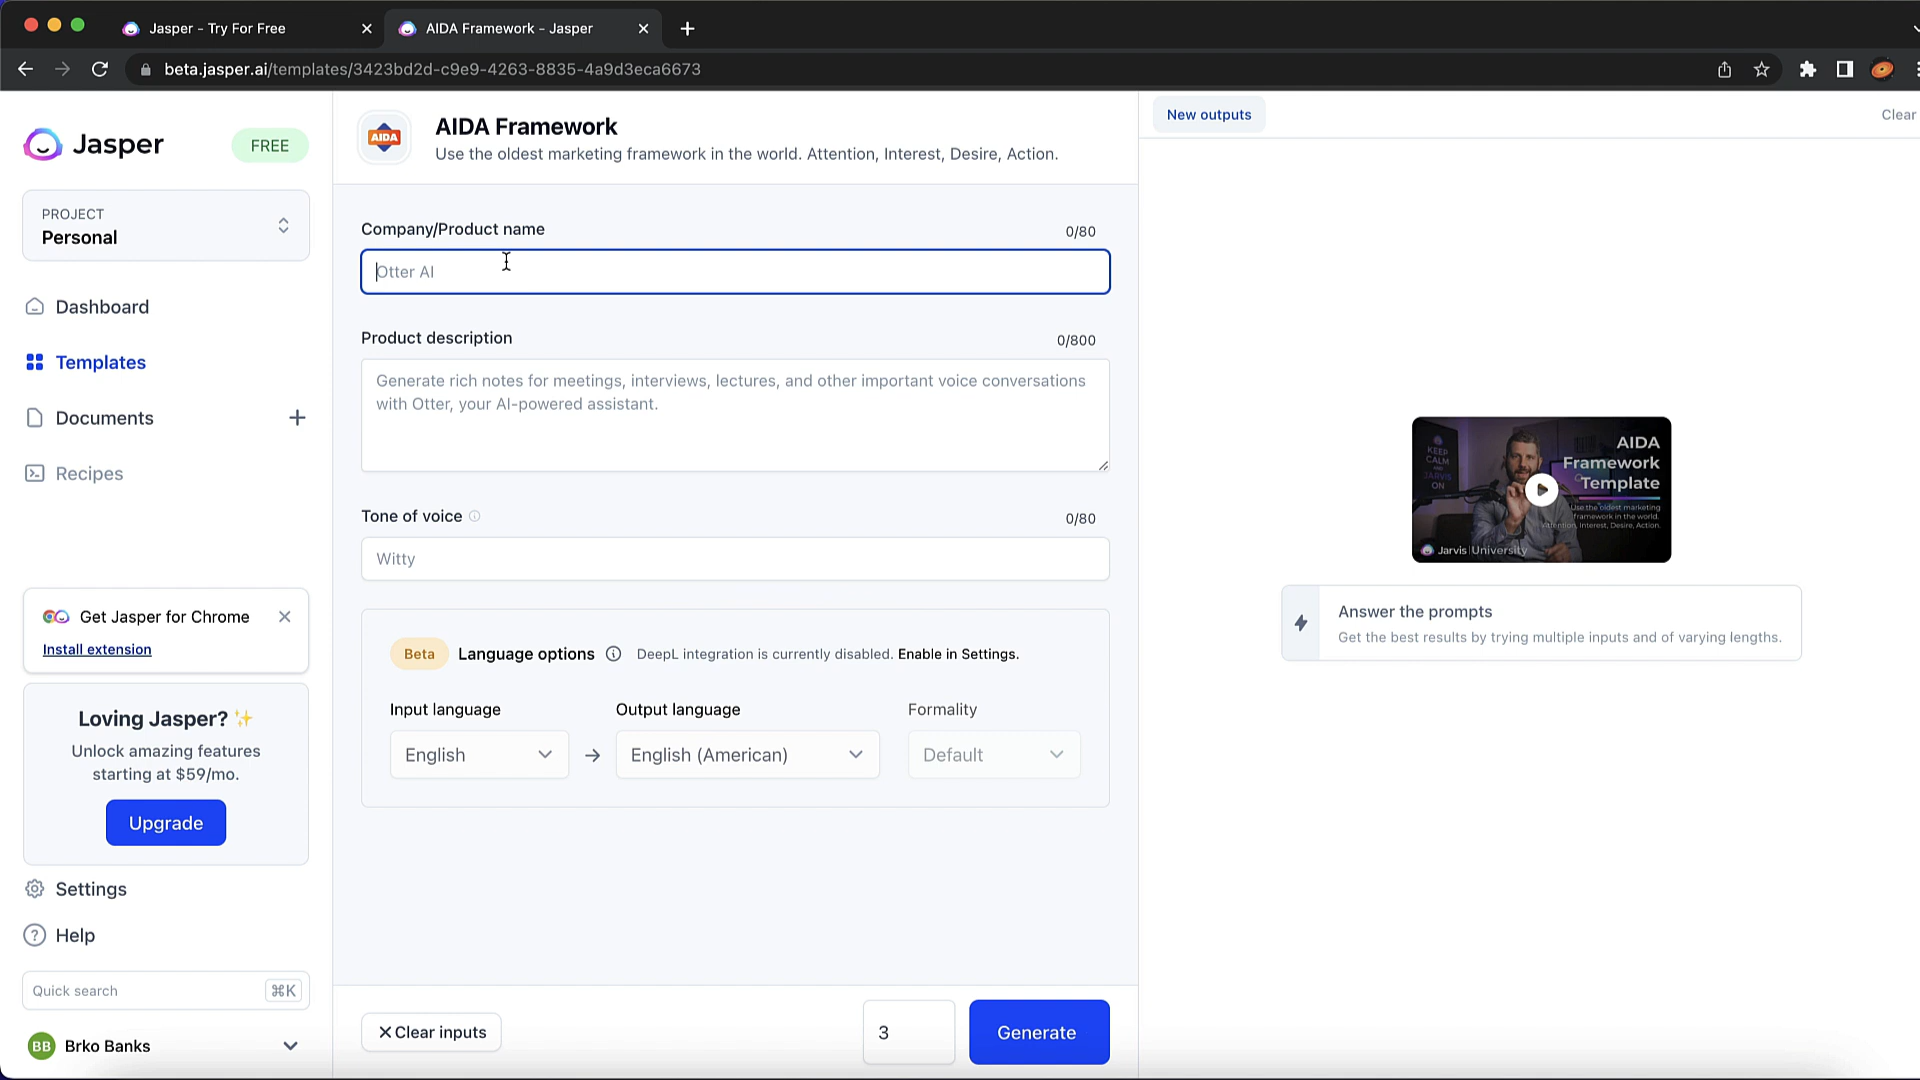 Jasper - Try For Free
AIDA Framework - Jasper
beta.jasper.ai/templates/3423bd2d-c9e9-4263-8835-4a9d3eca6673
Jasper
FREE
PROJECT
Personal
Dashboard
Templates
Documents
Recipes
Get Jasper for Chrome
Install extension
Loving Jasper? ✨
Unlock amazing features
starting at $59/mo.
Upgrade
Settings
Help
Quick search
⌘K
BB
Brko Banks
AIDA
AIDA Framework
Use the oldest marketing framework in the world. Attention, Interest, Desire, Action.
Company/Product name
0/80
Otter AI
Product description
0/800
Generate rich notes for meetings, interviews, lectures, and other important voice conversations
with Otter, your AI-powered assistant.
Tone of voice
0/80
Witty
Beta
Language options
DeepL integration is currently disabled. Enable in Settings.
Input language
Output language
Formality
English
English (American)
Default
Clear inputs
3
Generate
New outputs
Clear
KEEP
CALM
AND
JARVIS
ON
AIDA
Framework
Template
Use the oldest marketing
framework in the world.
Attention, Interest, Desire, Action.
Jarvis University
Answer the prompts
Get the best results by trying multiple inputs and of varying lengths.